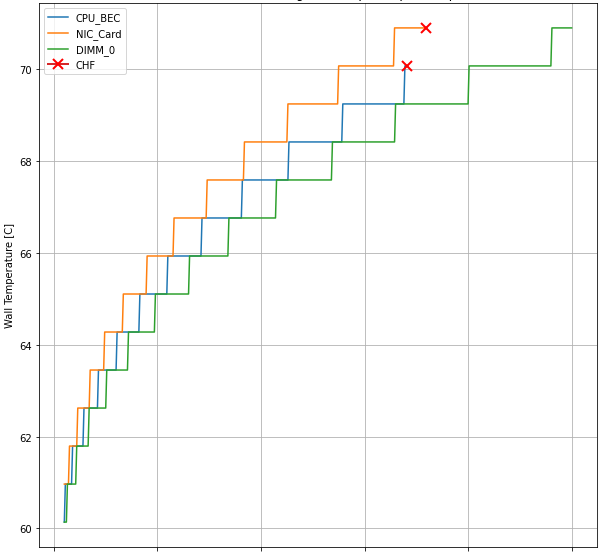 CPU_BEC
NIC_Card
DIMM_0
CHF
70
68
66
64
62
60
Wall Temperature [C]